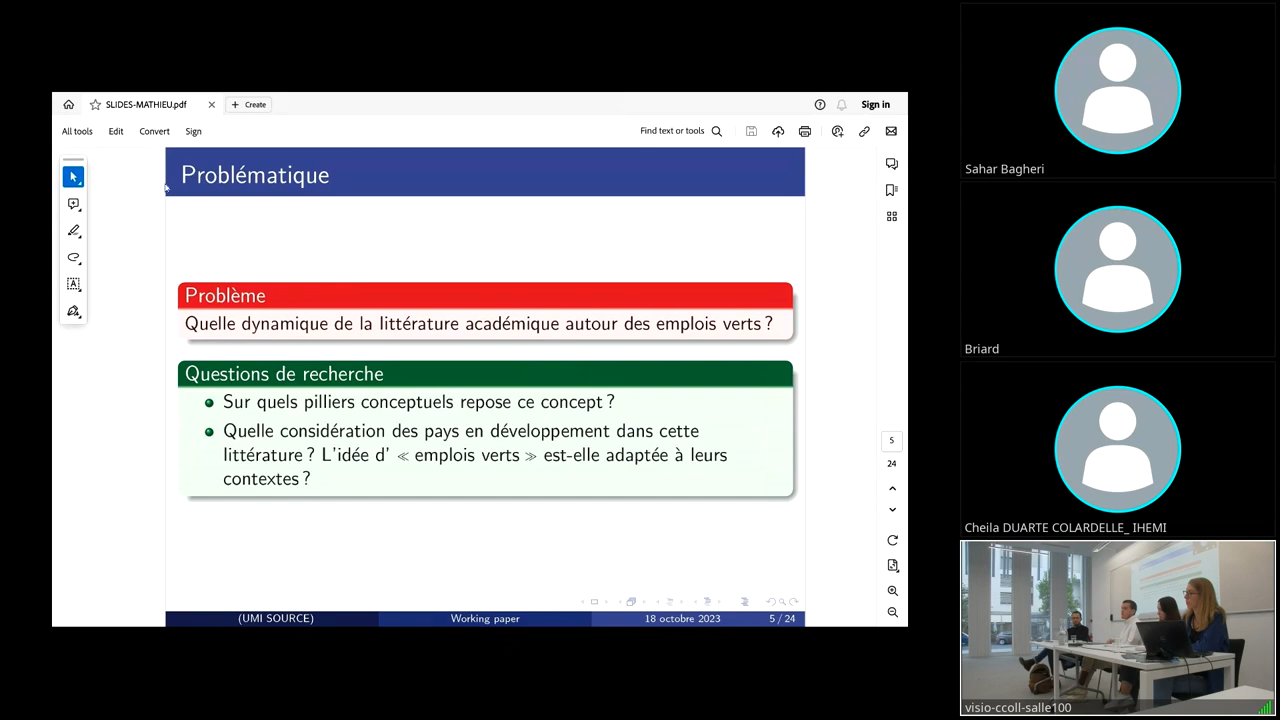 SLIDES-MATHIEU.pdf
Create
Sign in
All tools
Edit
Convert
Sign
Find text or tools
Problématique
Problème
Quelle dynamique de la littérature académique autour des emplois verts ?
Questions de recherche
Sur quels pilliers conceptuels repose ce concept ?
Quelle considération des pays en développement dans cette
littérature ? L'idée d' ≪ emplois verts ≫ est-elle adaptée à leurs
contextes ?
5
24
(UMI SOURCE)
Working paper
18 octobre 2023
5 / 24
Sahar Bagheri
Briard
Cheila DUARTE COLARDELLE_ IHEMI
visio-ccoll-salle100